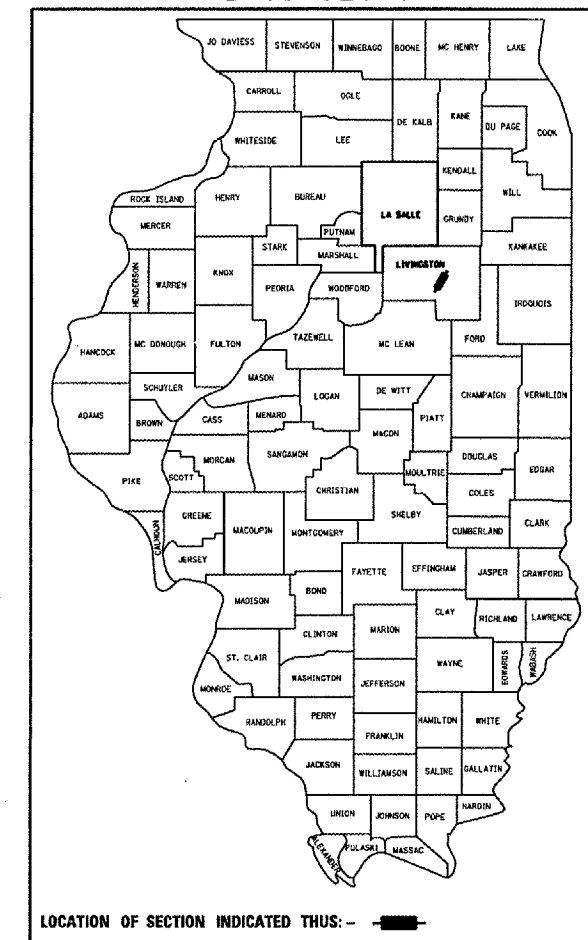 JO DAVIESS STEVENSON WINNEBAGO BOONE MC HENRY LAKE
CARROLL OGLE DE KALB KANE DU PAGE COOK
WHITESIDE LEE
KENDALL WILL
ROCK ISLAND HENRY BUREAU LA SALLE GRUNDY
MERCER PUTNAM
STARK MARSHALL KANKAKEE
HENDERSON WARREN KNOX PEORIA WOODFORD LIVINGSTON IROQUOIS
HANCOCK MC DONOUGH FULTON TAZEWELL MC LEAN FORD
SCHUYLER MASON LOGAN DE WITT CHAMPAIGN VERMILION
ADAMS BROWN CASS MENARD PIATT
MACON
MORGAN SANGAMON DOUGLAS
PIKE SCOTT CHRISTIAN MOULTRIE EDGAR
COLES
GREENE MACOUPIN SHELBY
CALHOUN MONTGOMERY CUMBERLAND CLARK
JERSEY FAYETTE EFFINGHAM JASPER CRAWFORD
MADISON BOND
CLAY RICHLAND LAWRENCE
CLINTON MARION
ST. CLAIR WAYNE EDWARDS WABASH
WASHINGTON JEFFERSON
MONROE
RANDOLPH PERRY HAMILTON WHITE
FRANKLIN
JACKSON WILLIAMSON SALINE GALLATIN
UNION JOHNSON POPE HARDIN
ALEXANDER PULASKI MASSAC
LOCATION OF SECTION INDICATED THUS: -